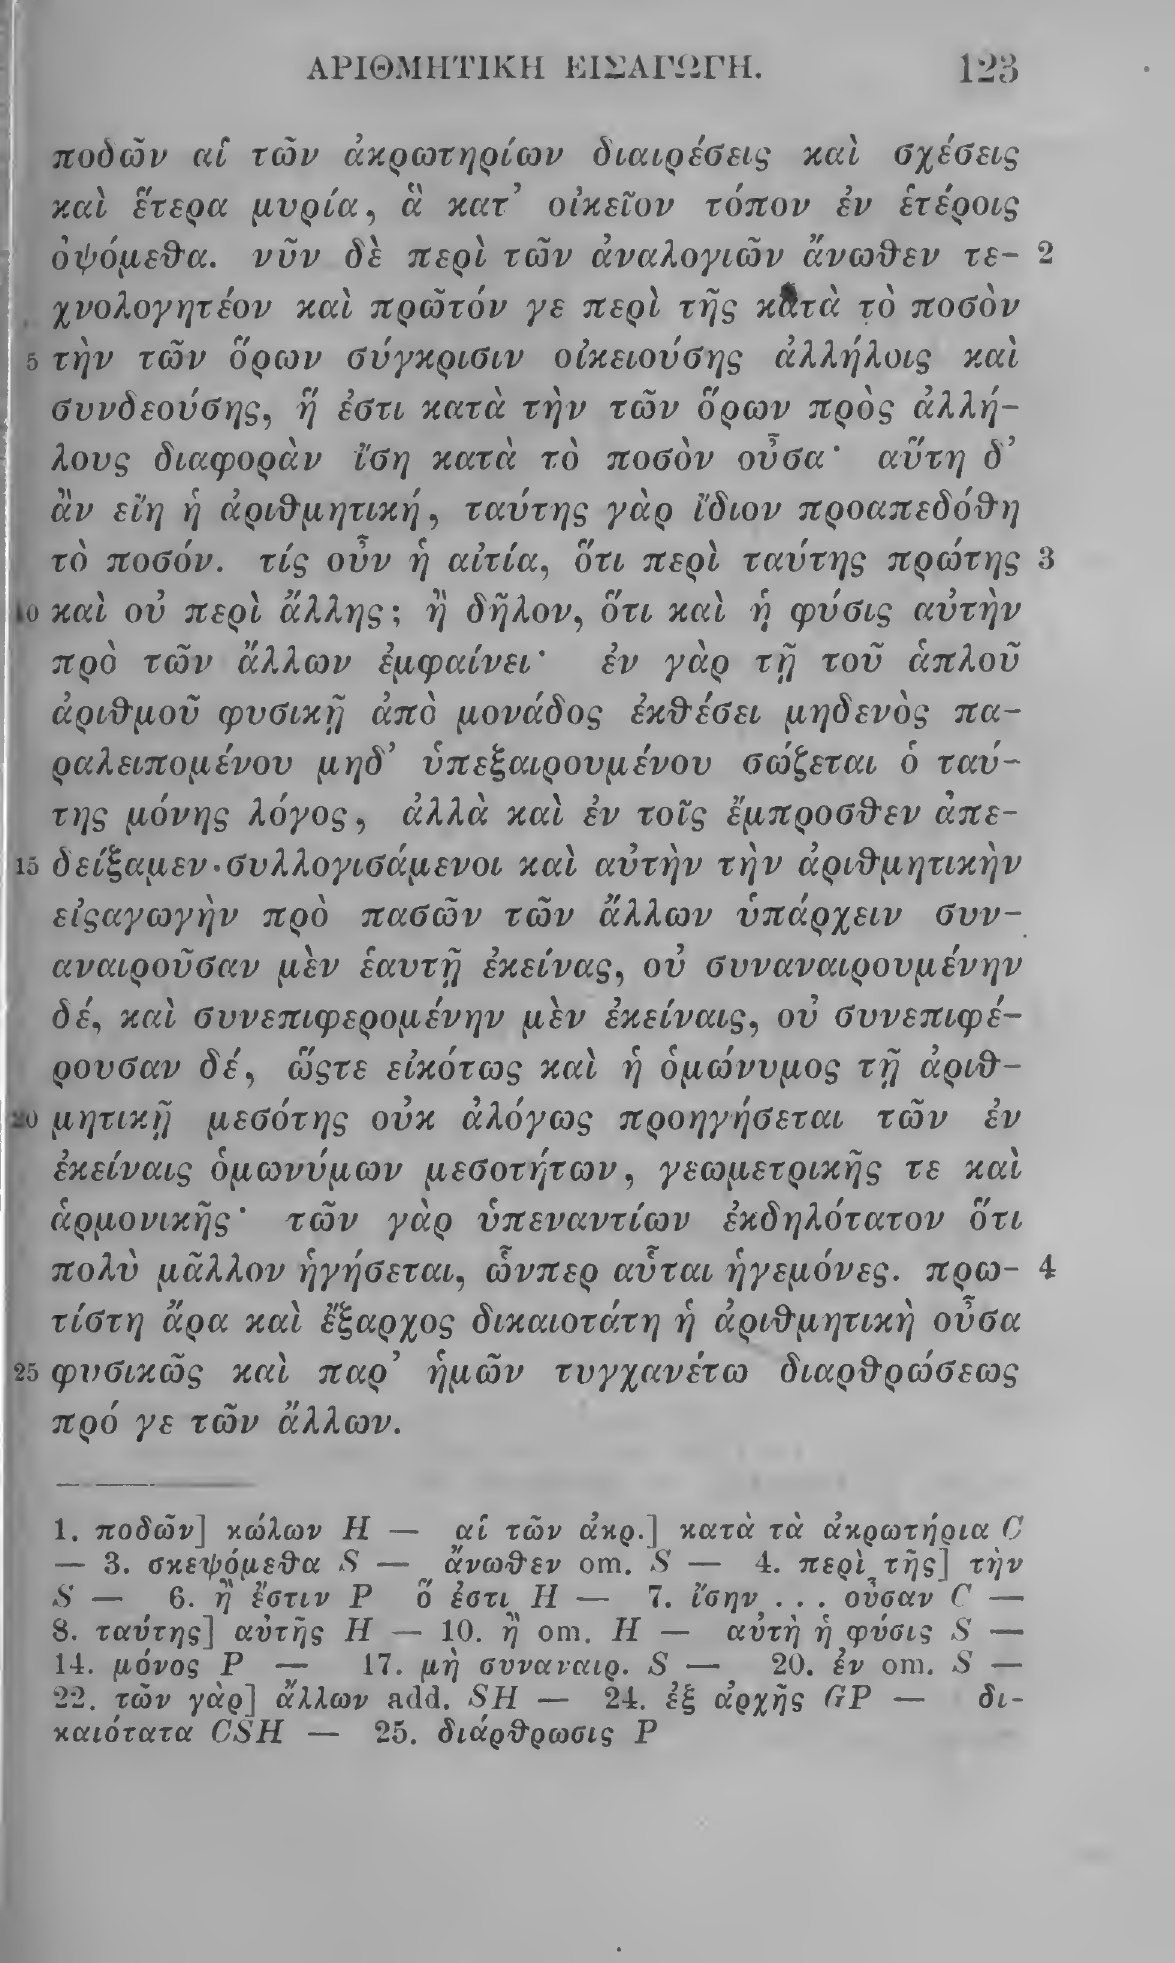 ΑΡΙΘΜΗΤΙΚΗ ΕΙΣΑΓΩΓΗ. 123
ποδῶν αἱ τῶν ἀκρωτηρίων διαιρέσεις καὶ σχέσεις
καὶ ἕτερα μυρία, ἃ κατ’ οἰκεῖον τόπον ἐν ἑτέροις
ὀψόμεθα. νῦν δὲ περὶ τῶν ἀναλογιῶν ἄνωθεν τε- 2
χνολογητέον καὶ πρῶτόν γε περὶ τῆς κατὰ τὸ ποσὸν
5 τὴν τῶν ὅρων σύγκρισιν οἰκειούσης ἀλλήλοις καὶ
συνδεούσης, ἥ ἐστι κατὰ τὴν τῶν ὅρων πρὸς ἀλλή-
λους διαφορὰν ἴση κατὰ τὸ ποσὸν οὖσα· αὕτη δ’
ἂν εἴη ἡ ἀριθμητική, ταύτης γὰρ ἴδιον προαπεδόθη
τὸ ποσόν. τίς οὖν ἡ αἰτία, ὅτι περὶ ταύτης πρώτης 3
10 καὶ οὐ περὶ ἄλλης; ἢ δῆλον, ὅτι καὶ ἡ φύσις αὐτὴν
πρὸ τῶν ἄλλων ἐμφαίνει· ἐν γὰρ τῇ τοῦ ἁπλοῦ
ἀριθμοῦ φυσικῇ ἀπὸ μονάδος ἐκθέσει μηδενὸς πα-
ραλειπομένου μηδ’ ὑπεξαιρουμένου σώζεται ὁ ταύ-
της μόνης λόγος, ἀλλὰ καὶ ἐν τοῖς ἔμπροσθεν ἀπε-
15 δείξαμεν συλλογισάμενοι καὶ αὐτὴν τὴν ἀριθμητικὴν
εἰςαγωγὴν πρὸ πασῶν τῶν ἄλλων ὑπάρχειν συν-
αναιροῦσαν μὲν ἑαυτῇ ἐκείνας, οὐ συναναιρουμένην
δέ, καὶ συνεπιφερομένην μὲν ἐκείναις, οὐ συνεπιφέ-
ρουσαν δέ, ὥςτε εἰκότως καὶ ἡ ὁμώνυμος τῇ ἀριθ-
20 μητικῇ μεσότης οὐκ ἀλόγως προηγήσεται τῶν ἐν
ἐκείναις ὁμωνύμων μεσοτήτων, γεωμετρικῆς τε καὶ
ἁρμονικῆς· τῶν γὰρ ὑπεναντίων ἐκδηλότατον ὅτι
πολὺ μᾶλλον ἡγήσεται, ὧνπερ αὗται ἡγεμόνες. πρω- 4
τίστη ἄρα καὶ ἔξαρχος δικαιοτάτη ἡ ἀριθμητικὴ οὖσα
25 φυσικῶς καὶ παρ’ ἡμῶν τυγχανέτω διαρθρώσεως
πρό γε τῶν ἄλλων.
1. ποδῶν] κώλων H — αἱ τῶν ἀκρ.] κατὰ τὰ ἀκρωτήρια C
— 3. σκεψόμεθα S — ἄνωθεν om. S — 4. περὶ τῆς] τὴν
S — 6. ἢ ἔστιν P ὅ ἐστι H — 7. ἴσην . . . οὖσαν C —
8. ταύτης] αὐτῆς H — 10. ἢ om. H — αὐτὴ ἡ φύσις S —
14. μόνος P — 17. μὴ συναναιρ. S — 20. ἐν om. S —
22. τῶν γὰρ] ἄλλων add. SH — 24. ἐξ ἀρχῆς GP — δι-
καιότατα CSH — 25. διάρθρωσις P